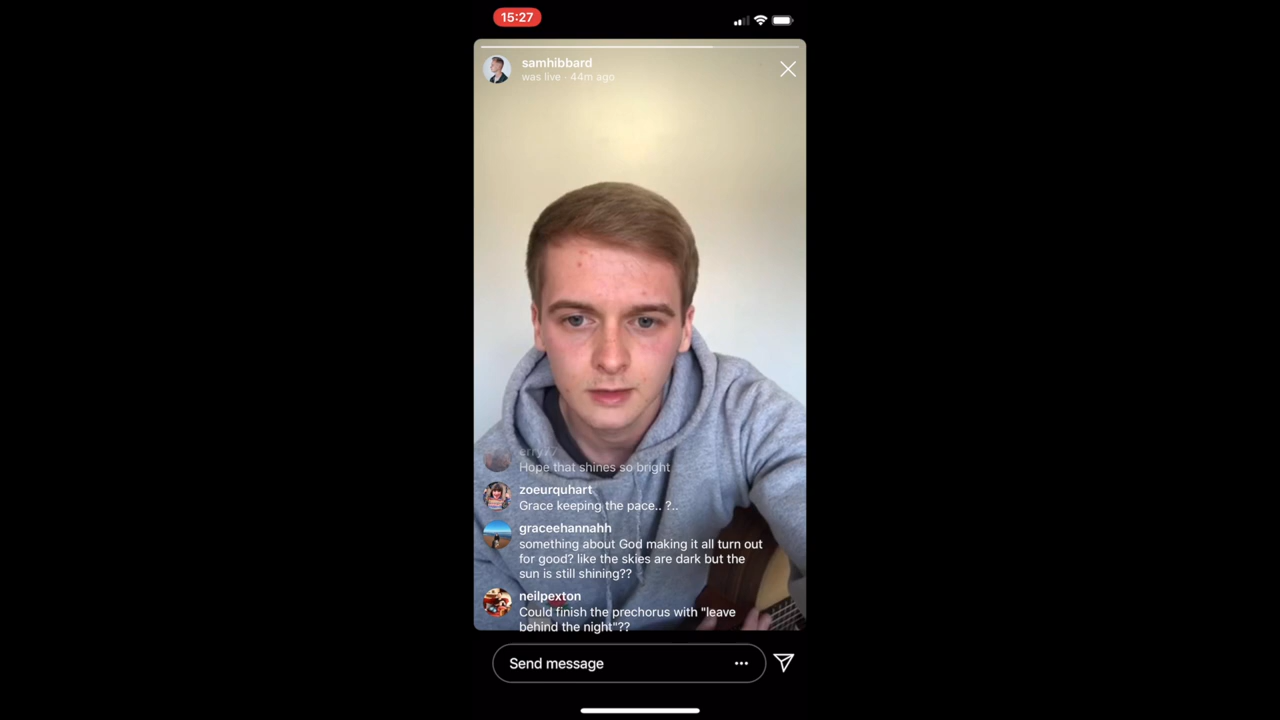 15:27
samhibbard
was live · 44m ago
Hope that shines so bright
zoeurquhart
Grace keeping the pace.. ?..
graceehannahh
something about God making it all turn out
for good? like the skies are dark but the
sun is still shining??
neilpexton
Could finish the prechorus with "leave
behind the night"??
Send message